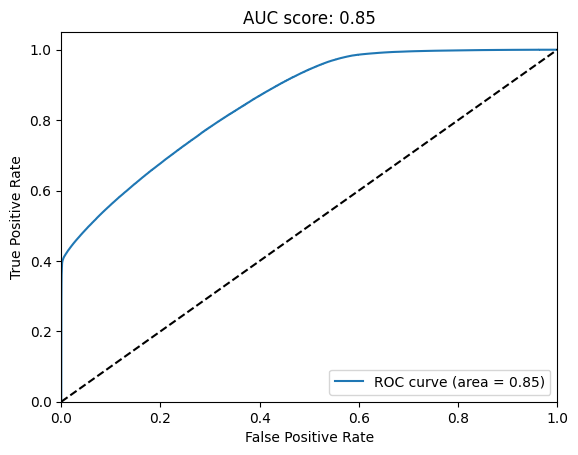 AUC score: 0.85
True Positive Rate
1.0
0.8
0.6
0.4
0.2
0.0
0.0 0.2 0.4 0.6 0.8 1.0
False Positive Rate
ROC curve (area = 0.85)